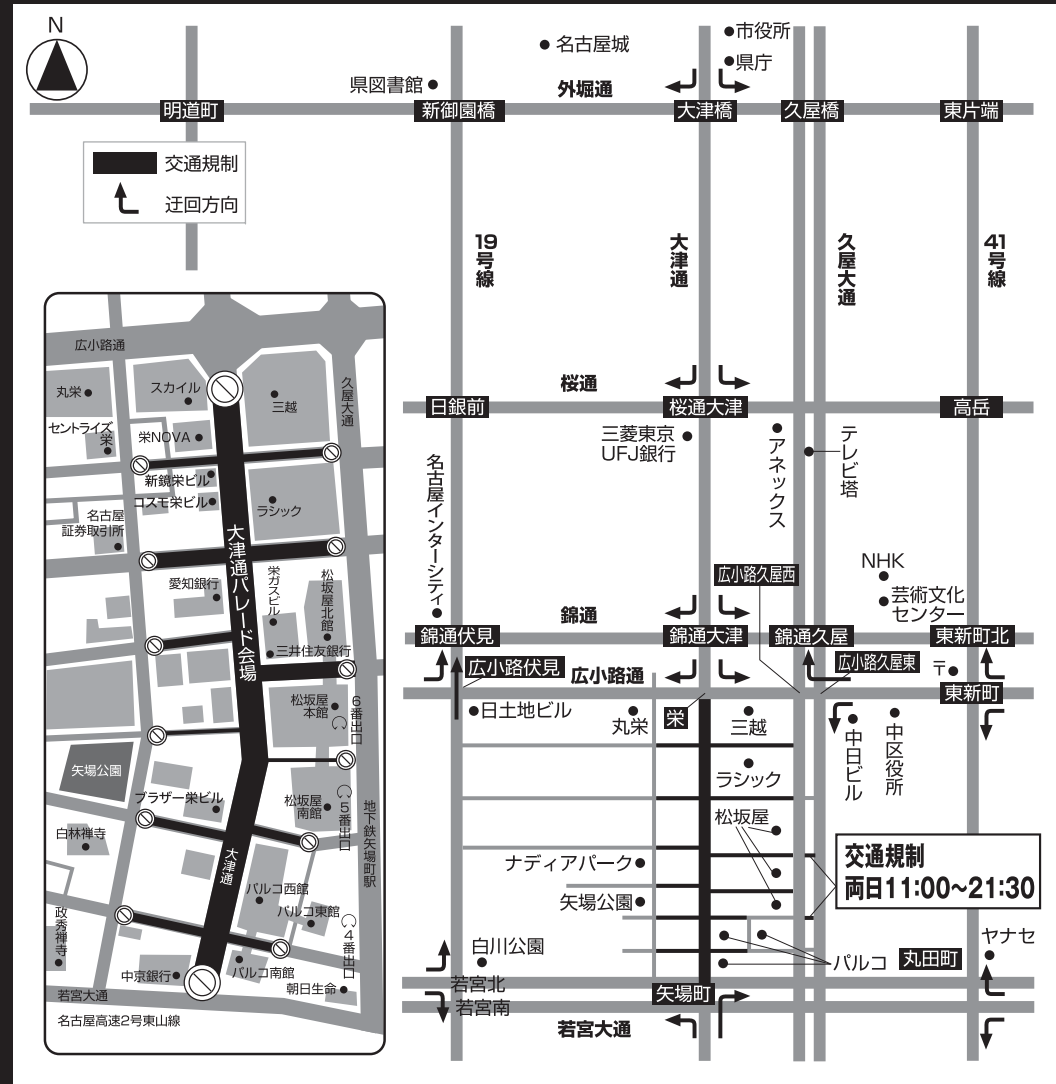 N
名古屋城
市役所
県庁
県図書館
外堀通
明道町
新御園橋
大津橋
久屋橋
東片端
交通規制
迂回方向
19号線
大津通
久屋大通
41号線
桜通
日銀前
桜通大津
高岳
三菱東京
UFJ銀行
アネックス
テレビ塔
名古屋インターシティ
広小路久屋西
NHK
芸術文化
センター
錦通
錦通伏見
錦通大津
錦通久屋
東新町北
広小路伏見
広小路通
広小路久屋東
〒
東新町
日土地ビル
丸栄
栄
三越
中日ビル
中区役所
ラシック
松坂屋
交通規制
両日11:00〜21:30
ナディアパーク
矢場公園
白川公園
パルコ
丸田町
ヤナセ
若宮北
若宮南
矢場町
若宮大通
広小路通
丸栄
スカイル
三越
久屋大通
セントライズ
栄
栄NOVA
新鏡栄ビル
コスモ栄ビル
ラシック
名古屋
証券取引所
大津通パレード会場
愛知銀行
栄ガスビル
松坂屋北館
三井住友銀行
松坂屋
本館
6番出口
矢場公園
ブラザー栄ビル
松坂屋
南館
5番出口
地下鉄矢場町駅
白林禅寺
大津通
パルコ西館
パルコ東館
政秀禅寺
4番出口
中京銀行
パルコ南館
朝日生命
若宮大通
名古屋高速2号東山線